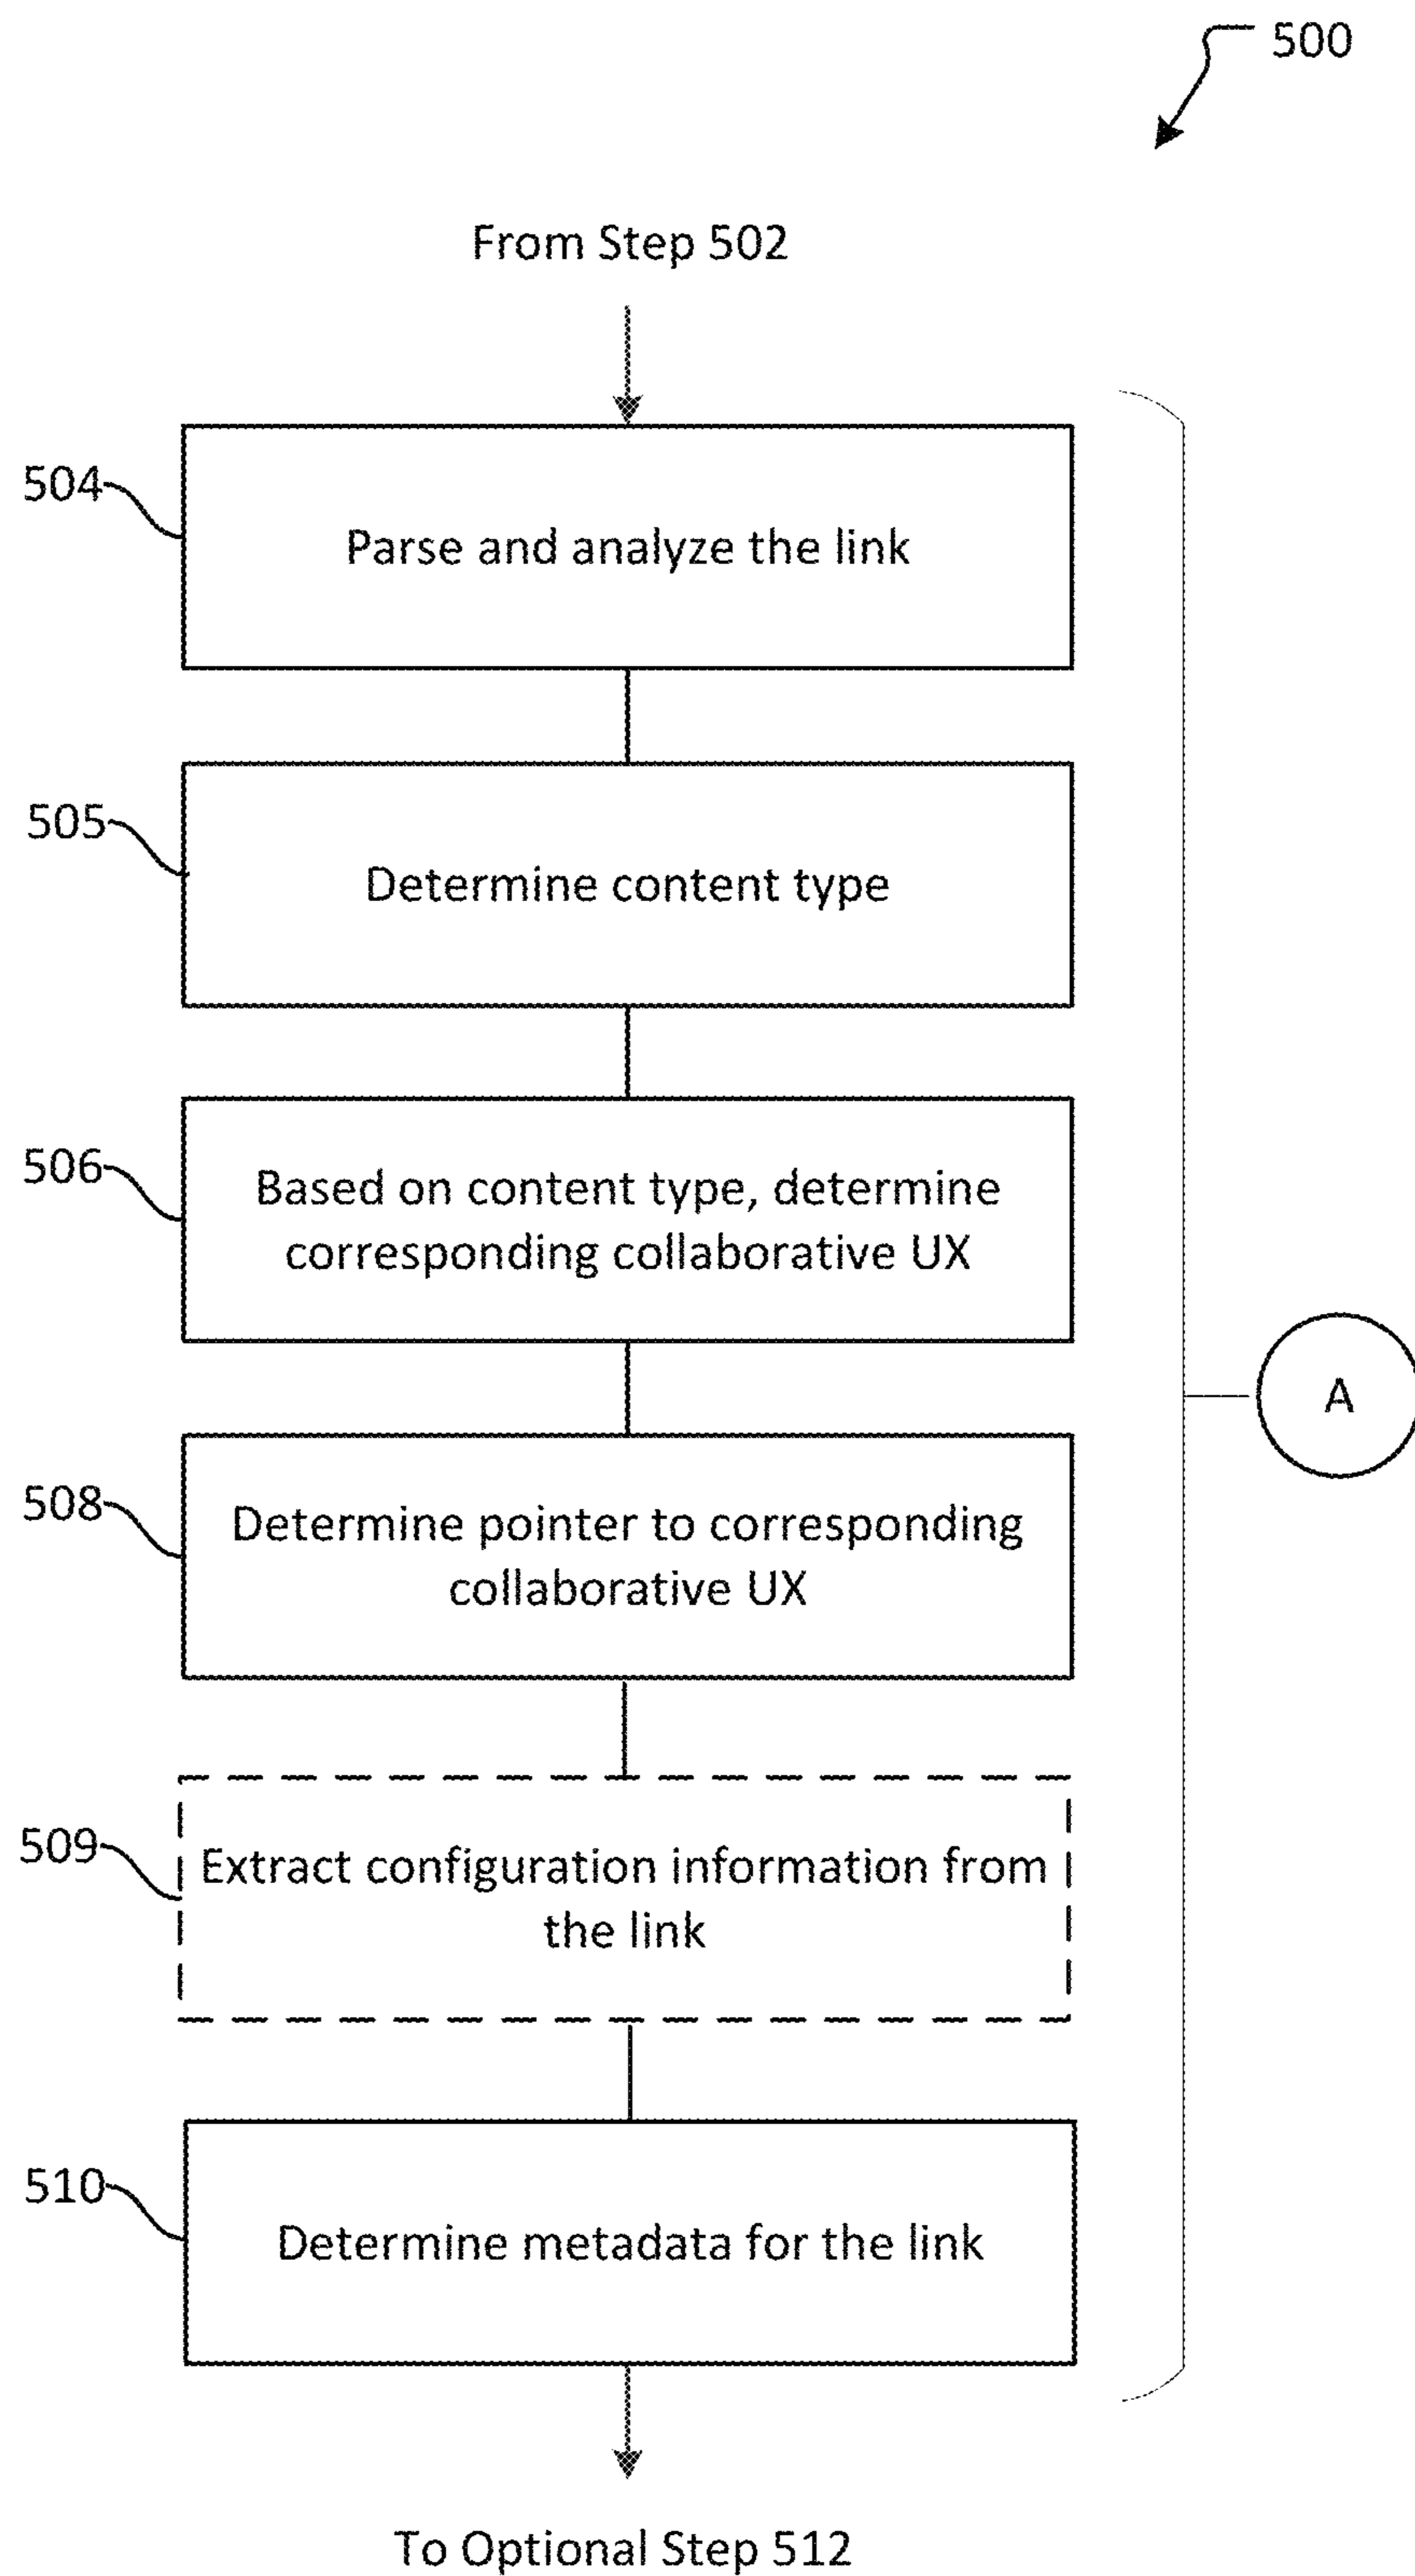 500
From Step 502
504
Parse and analyze the link
505
Determine content type
506
Based on content type, determine
corresponding collaborative UX
A
508
Determine pointer to corresponding
collaborative UX
509
Extract configuration information from
the link
510
Determine metadata for the link
To Optional Step 512